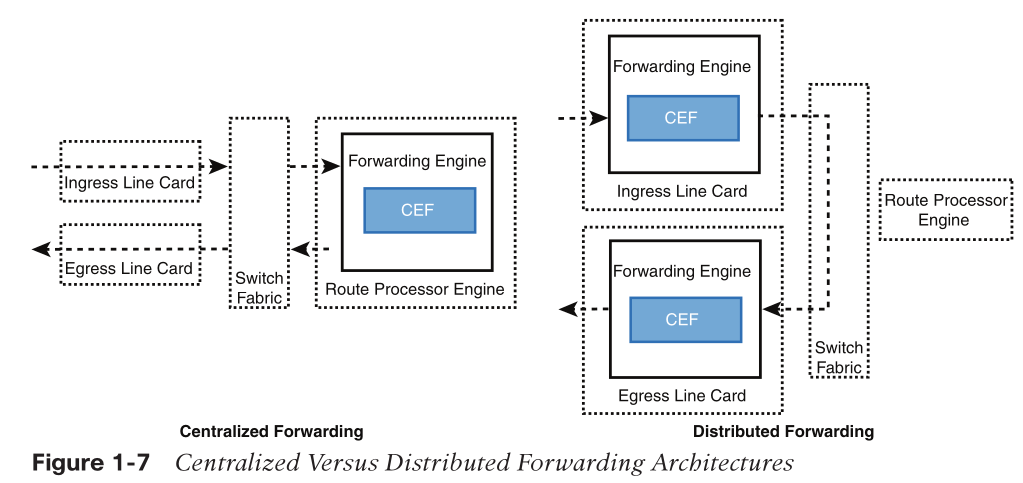 Ingress Line Card
Egress Line Card
Switch
Fabric
Forwarding Engine
CEF
Route Processor Engine
Centralized Forwarding
Forwarding Engine
CEF
Ingress Line Card
Forwarding Engine
CEF
Egress Line Card
Switch
Fabric
Route Processor
Engine
Distributed Forwarding
Figure 1-7 Centralized Versus Distributed Forwarding Architectures